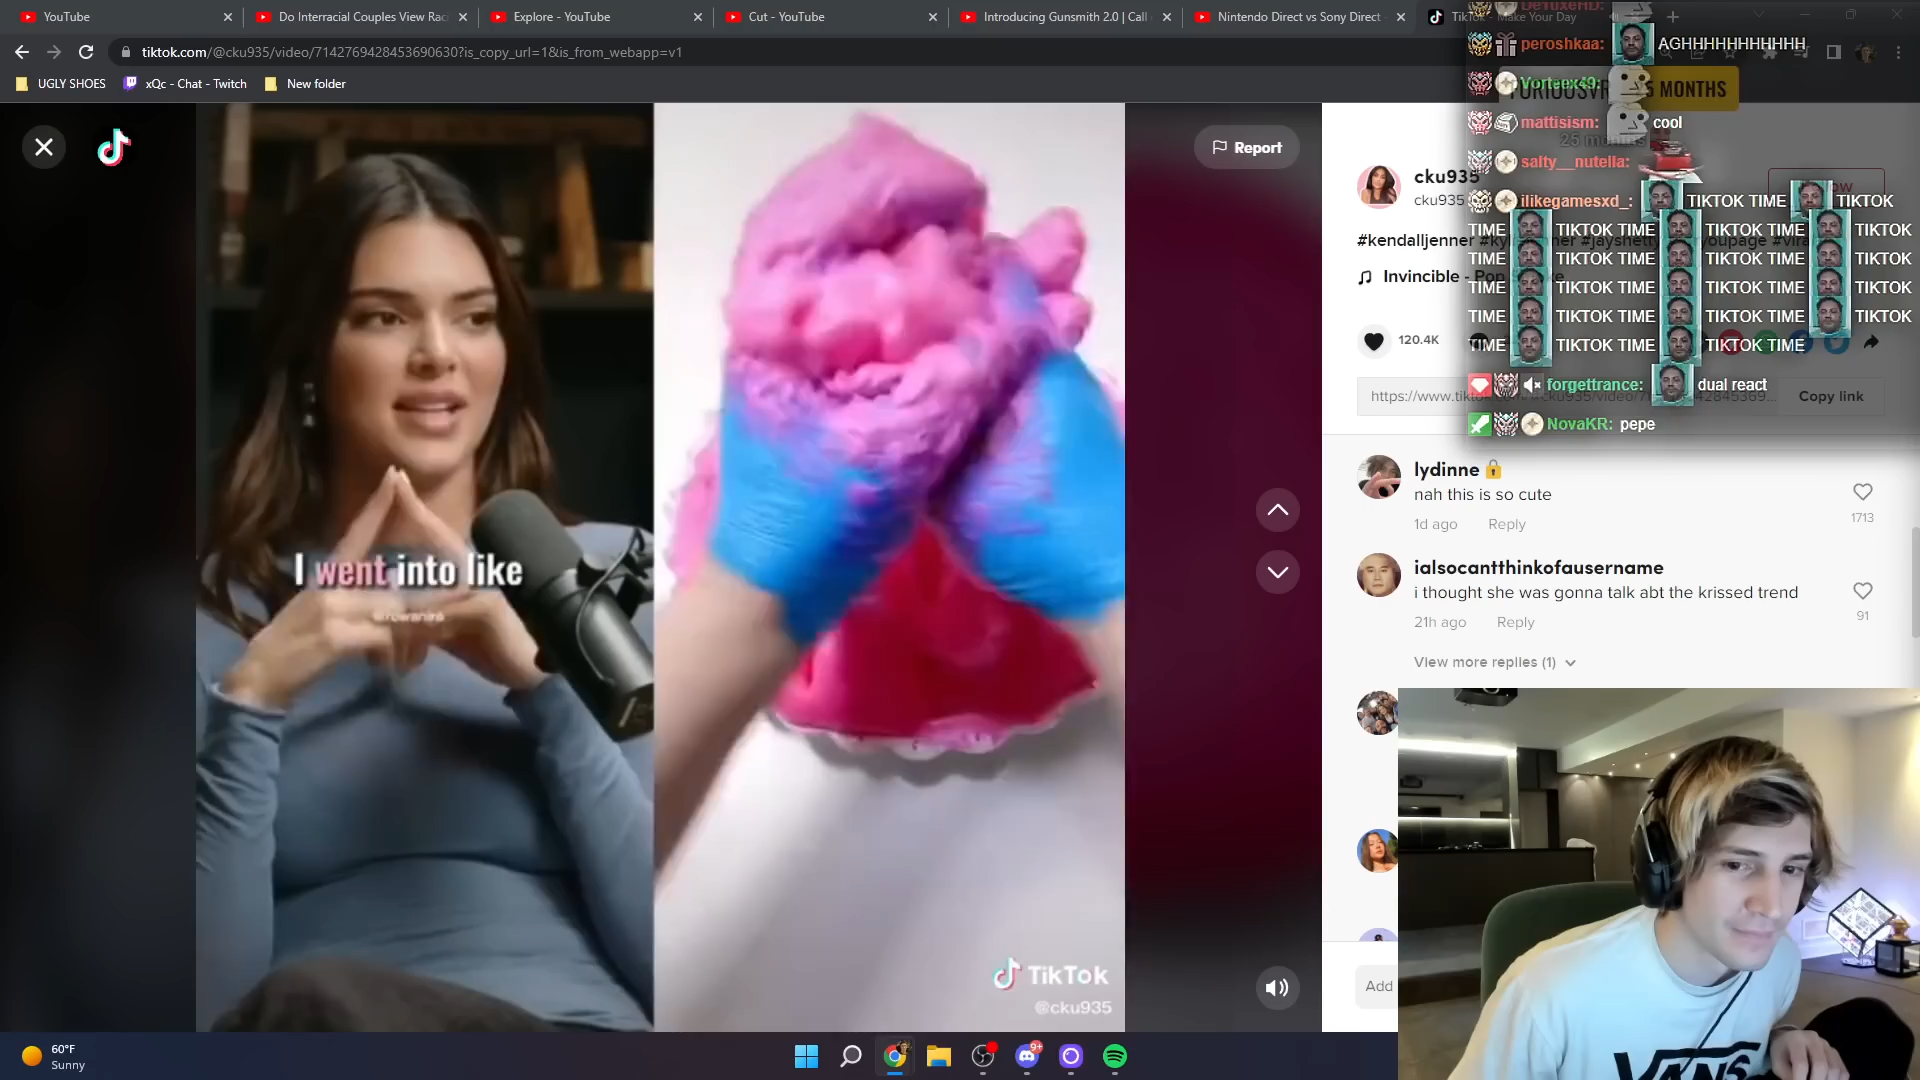 YouTube
Do Interracial Couples View Rac
Explore - YouTube
Cut - YouTube
Introducing Gunsmith 2.0 | Call
Nintendo Direct vs Sony Direct
TikTok - Make Your Day
tiktok.com/@cku935/video/7142769428453690630?is_copy_url=1&is_from_webapp=v1
UGLY SHOES
xQc - Chat - Twitch
New folder
Report
I went into like
TikTok
@cku935
cku935
cku935
#kendalljenner
Invincible - Pop
120.4K
Copy link
DeTuxeHD:
peroshkaa: AGHHHHHHHHHHH
Vorteex49:
MONTHS
mattisism: cool
25 months
salty__nutella:
ilikegamesxd_: TIKTOK TIME TIKTOK
TIME TIKTOK TIME TIKTOK TIME TIKTOK
TIME TIKTOK TIME TIKTOK TIME TIKTOK
TIME TIKTOK TIME TIKTOK TIME TIKTOK
TIME TIKTOK TIME TIKTOK TIME TIKTOK
TIME TIKTOK TIME TIKTOK TIME
forgettrance: dual react
NovaKR: pepe
lydinne
nah this is so cute
1d ago Reply
1713
ialsocantthinkofausername
i thought she was gonna talk abt the krissed trend
21h ago Reply
91
View more replies (1)
Add
VANS
60°F
Sunny
9+